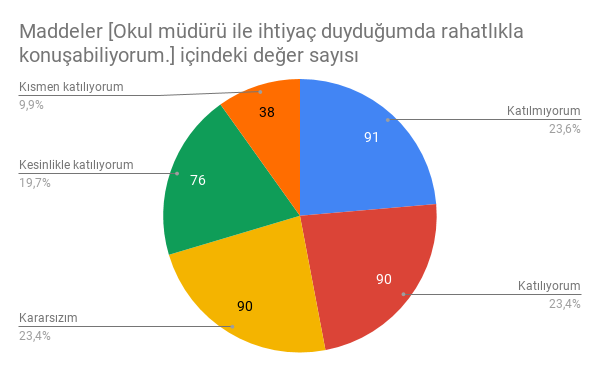 Maddeler [Okul müdürü ile ihtiyaç duyduğumda rahatlıkla
konuşabiliyorum.] içindeki değer sayısı
Kısmen katılıyorum
9,9%
38
Katılmıyorum
23,6%
91
Kesinlikle katılıyorum
19,7%
76
Katılıyorum
23,4%
90
Kararsızım
23,4%
90